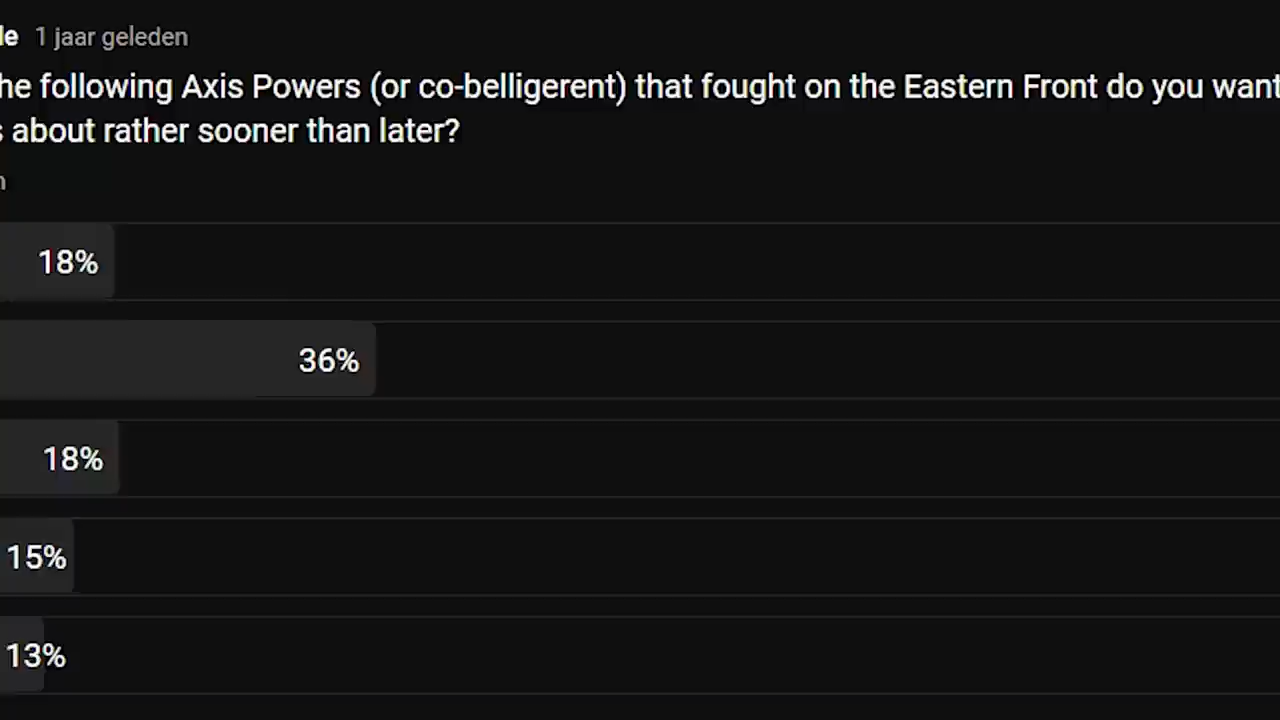 le 1 jaar geleden
he following Axis Powers (or co-belligerent) that fought on the Eastern Front do you want
s about rather sooner than later?
n
18%
36%
18%
15%
13%